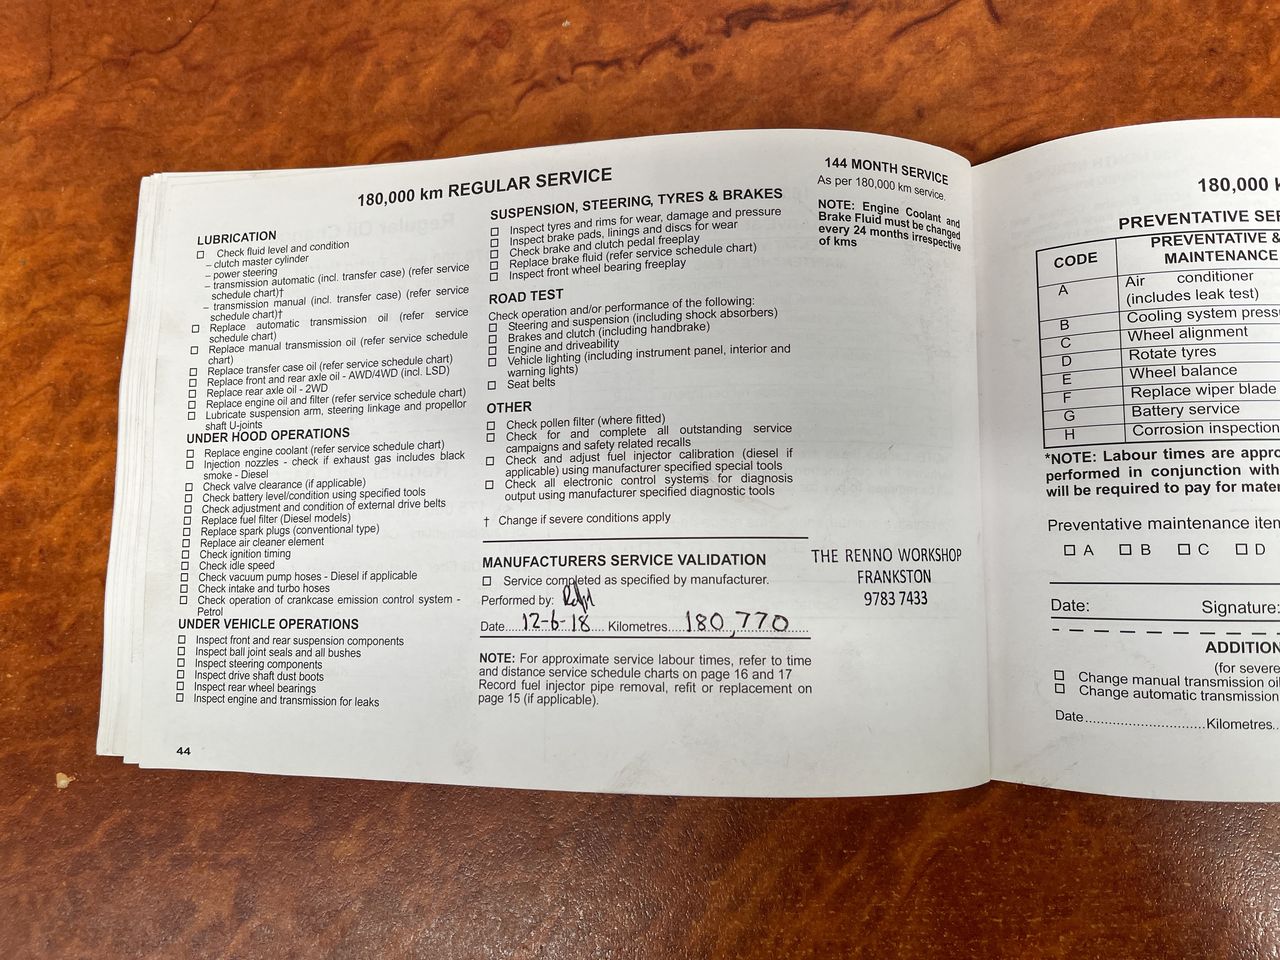 180,000 km REGULAR SERVICE
LUBRICATION
☐ Check fluid level and condition
– clutch master cylinder
– power steering
– transmission automatic (incl. transfer case) (refer service
schedule chart)†
– transmission manual (incl. transfer case) (refer service
schedule chart)†
☐ Replace automatic transmission oil (refer service
schedule chart)
☐ Replace manual transmission oil (refer service schedule
chart)
☐ Replace transfer case oil (refer service schedule chart)
☐ Replace front and rear axle oil - AWD/4WD (incl. LSD)
☐ Replace rear axle oil - 2WD
☐ Replace engine oil and filter (refer service schedule chart)
☐ Lubricate suspension arm, steering linkage and propellor
shaft U-joints
UNDER HOOD OPERATIONS
☐ Replace engine coolant (refer service schedule chart)
☐ Injection nozzles - check if exhaust gas includes black
smoke - Diesel
☐ Check valve clearance (if applicable)
☐ Check battery level/condition using specified tools
☐ Check adjustment and condition of external drive belts
☐ Replace fuel filter (Diesel models)
☐ Replace spark plugs (conventional type)
☐ Replace air cleaner element
☐ Check ignition timing
☐ Check idle speed
☐ Check vacuum pump hoses - Diesel if applicable
☐ Check intake and turbo hoses
☐ Check operation of crankcase emission control system -
Petrol
UNDER VEHICLE OPERATIONS
☐ Inspect front and rear suspension components
☐ Inspect ball joint seals and all bushes
☐ Inspect steering components
☐ Inspect drive shaft dust boots
☐ Inspect rear wheel bearings
☐ Inspect engine and transmission for leaks
44
SUSPENSION, STEERING, TYRES & BRAKES
☐ Inspect tyres and rims for wear, damage and pressure
☐ Inspect brake pads, linings and discs for wear
☐ Check brake and clutch pedal freeplay
☐ Replace brake fluid (refer service schedule chart)
☐ Inspect front wheel bearing freeplay
ROAD TEST
Check operation and/or performance of the following:
☐ Steering and suspension (including shock absorbers)
☐ Brakes and clutch (including handbrake)
☐ Engine and driveability
☐ Vehicle lighting (including instrument panel, interior and
warning lights)
☐ Seat belts
OTHER
☐ Check pollen filter (where fitted)
☐ Check for and complete all outstanding service
campaigns and safety related recalls
☐ Check and adjust fuel injector calibration (diesel if
applicable) using manufacturer specified special tools
☐ Check all electronic control systems for diagnosis
output using manufacturer specified diagnostic tools
† Change if severe conditions apply
MANUFACTURERS SERVICE VALIDATION
☐ Service completed as specified by manufacturer.
Performed by:
Date....12-6-18.... Kilometres....180,770....
NOTE: For approximate service labour times, refer to time
and distance service schedule charts on page 16 and 17
Record fuel injector pipe removal, refit or replacement on
page 15 (if applicable).
144 MONTH SERVICE
As per 180,000 km service.
NOTE: Engine Coolant and
Brake Fluid must be changed
every 24 months irrespective
of kms
THE RENNO WORKSHOP
FRANKSTON
9783 7433
180,000 k
PREVENTATIVE SE
CODE
PREVENTATIVE &
MAINTENANCE
A Air conditioner
(includes leak test)
B Cooling system press
C Wheel alignment
D Rotate tyres
E Wheel balance
F Replace wiper blade
G Battery service
H Corrosion inspection
*NOTE: Labour times are appro
performed in conjunction with
will be required to pay for mater
Preventative maintenance item
☐ A ☐ B ☐ C ☐ D
Date: Signature:
ADDITION
(for severe
☐ Change manual transmission oil
☐ Change automatic transmission
Date............................Kilometres..